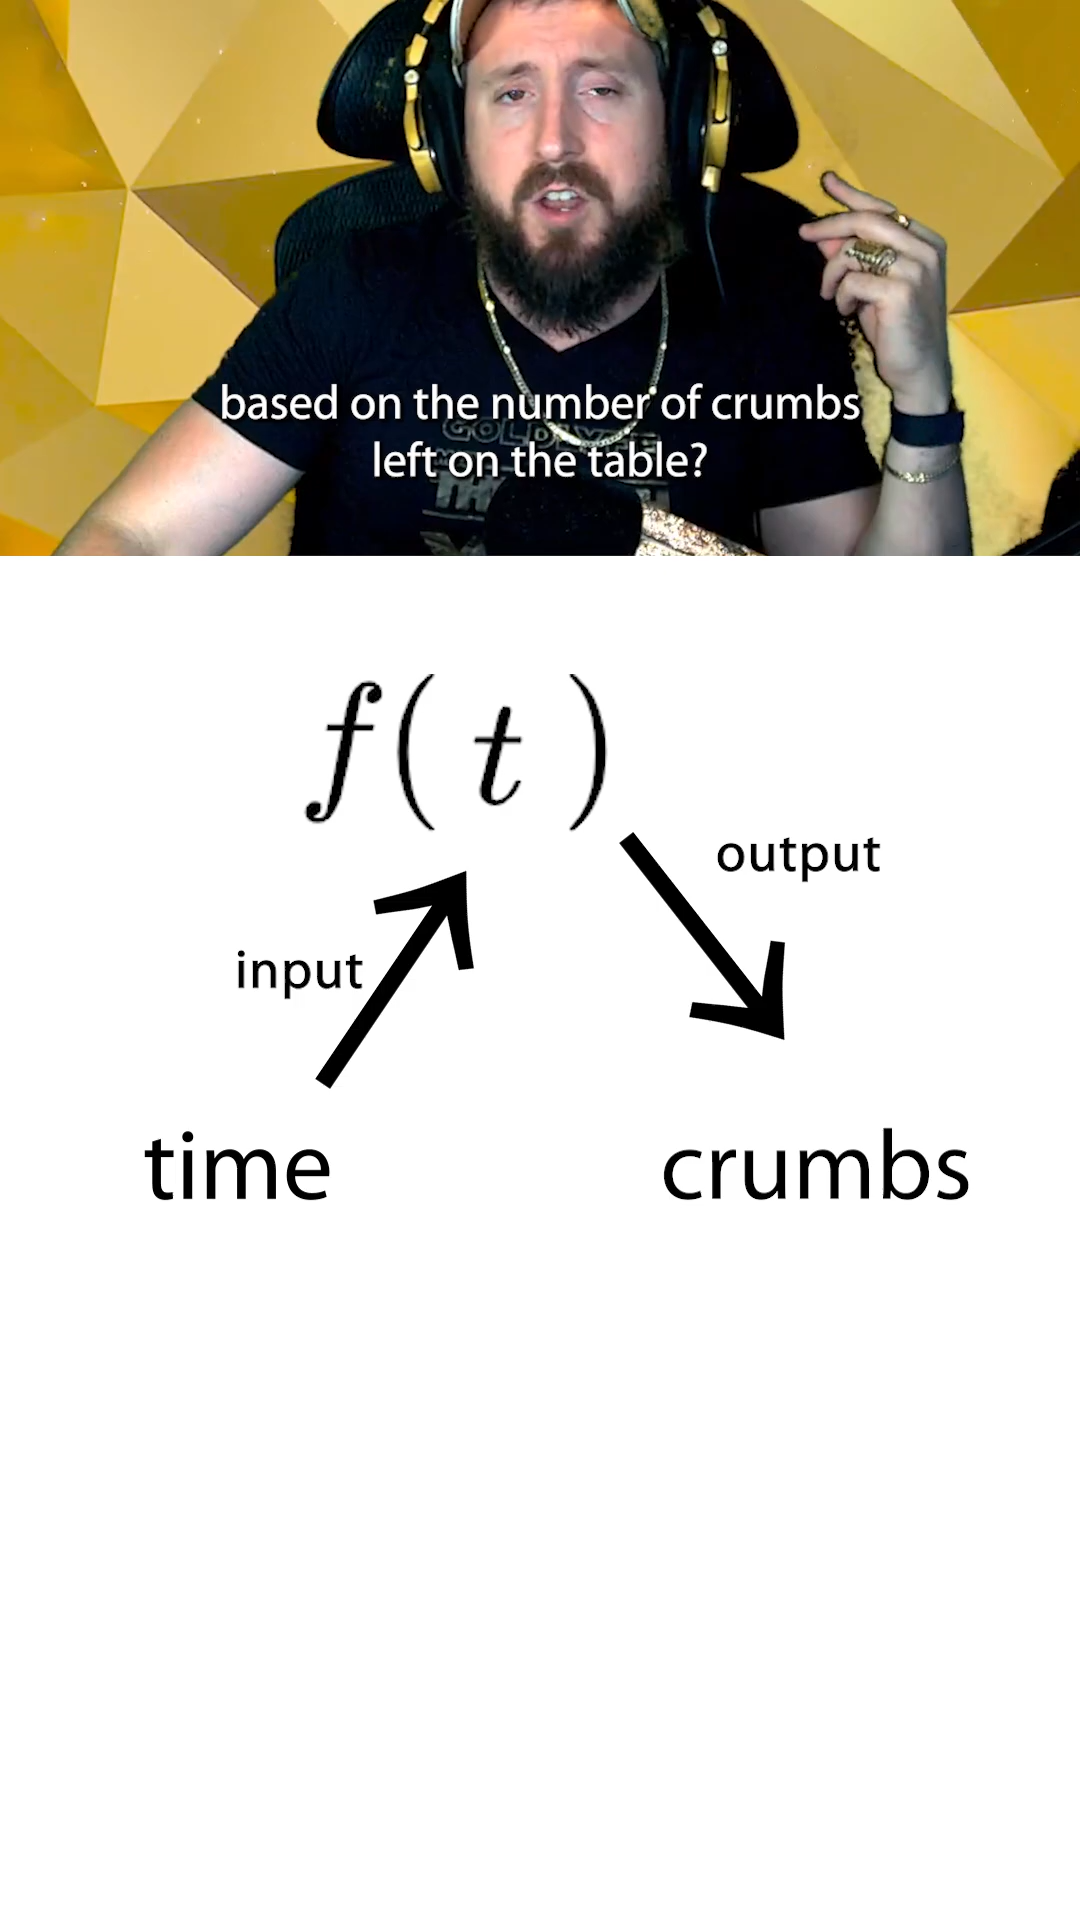 based on the number of crumbs
left on the table?
f(t)
output
input
time
crumbs